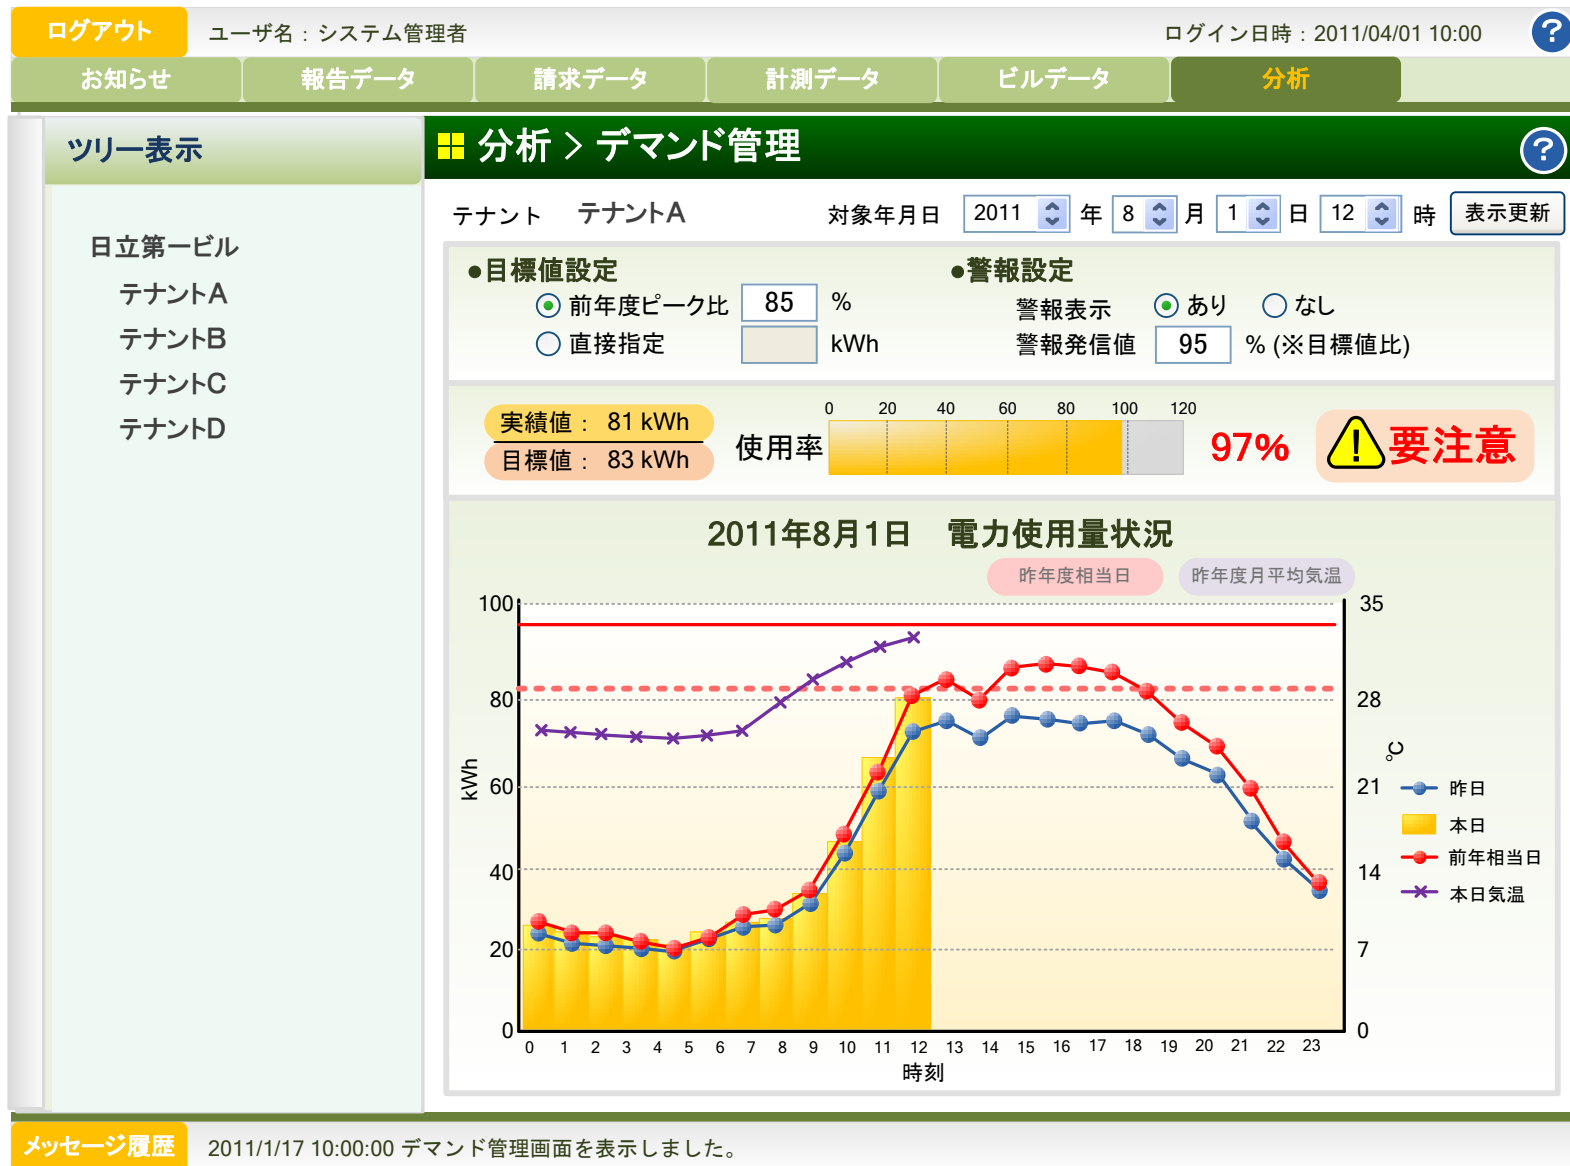 ログアウト ユーザ名：システム管理者 ログイン日時：2011/04/01 10:00 ?
お知らせ 報告データ 請求データ 計測データ ビルデータ 分析
ツリー表示
日立第一ビル
テナントA
テナントB
テナントC
テナントD
分析 > デマンド管理 ?
テナント テナントA 対象年月日 2011 年 8 月 1 日 12 時 表示更新
●目標値設定 ●警報設定
前年度ピーク比 85 % 警報表示 あり なし
直接指定 kWh 警報発信値 95 % (※目標値比)
0 20 40 60 80 100 120
実績値： 81 kWh
目標値： 83 kWh
使用率 97% 要注意
2011年8月1日 電力使用量状況
昨年度相当日 昨年度月平均気温
100 35
80 28
60 21
40 14
20 7
0 0
kWh
℃
昨日
本日
前年相当日
本日気温
0 1 2 3 4 5 6 7 8 9 10 11 12 13 14 15 16 17 18 19 20 21 22 23
時刻
メッセージ履歴 2011/1/17 10:00:00 デマンド管理画面を表示しました。